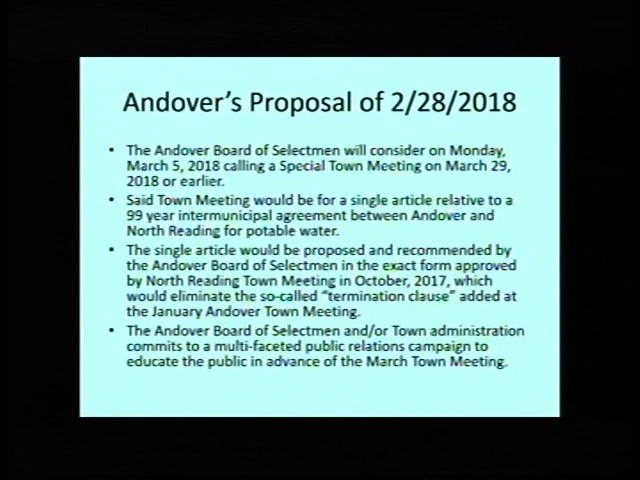 Andover's Proposal of 2/28/2018
• The Andover Board of Selectmen will consider on Monday,
March 5, 2018 calling a Special Town Meeting on March 29,
2018 or earlier.
• Said Town Meeting would be for a single article relative to a
99 year intermunicipal agreement between Andover and
North Reading for potable water.
• The single article would be proposed and recommended by
the Andover Board of Selectmen in the exact form approved
by North Reading Town Meeting in October, 2017, which
would eliminate the so-called "termination clause" added at
the January Andover Town Meeting.
• The Andover Board of Selectmen and/or Town administration
commits to a multi-faceted public relations campaign to
educate the public in advance of the March Town Meeting.